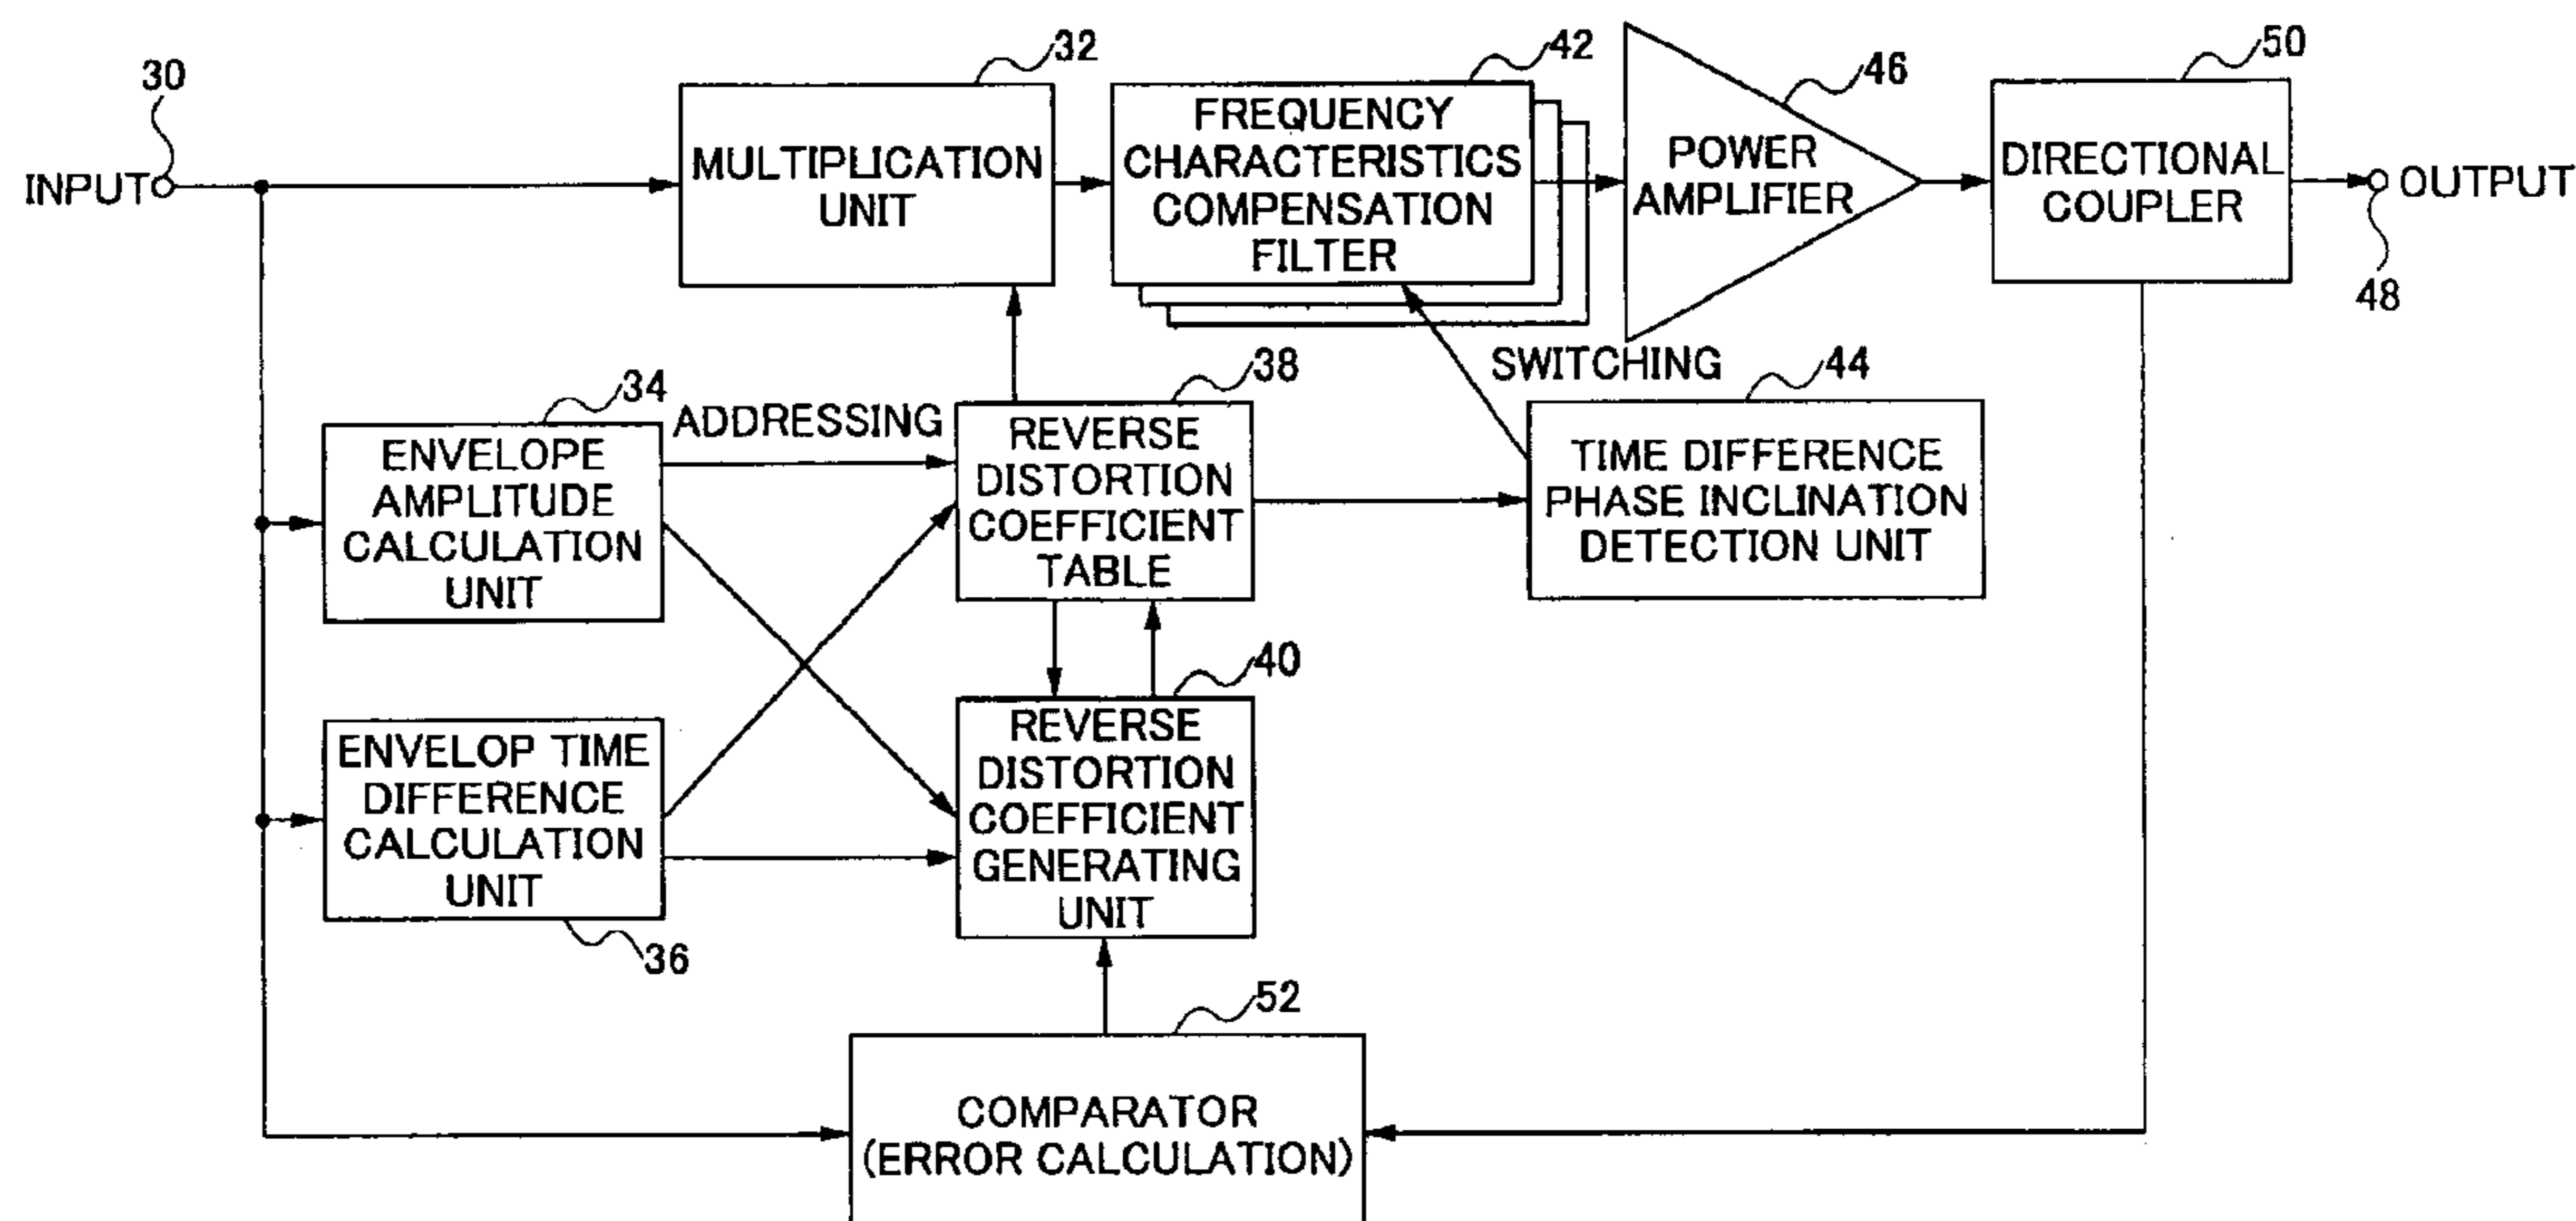 30
32
42
46
50
INPUT
MULTIPLICATION
UNIT
FREQUENCY
CHARACTERISTICS
COMPENSATION
FILTER
POWER
AMPLIFIER
DIRECTIONAL
COUPLER
OUTPUT
48
34
ADDRESSING
38
SWITCHING
44
ENVELOPE
AMPLITUDE
CALCULATION
UNIT
REVERSE
DISTORTION
COEFFICIENT
TABLE
TIME DIFFERENCE
PHASE INCLINATION
DETECTION UNIT
40
ENVELOP TIME
DIFFERENCE
CALCULATION
UNIT
36
REVERSE
DISTORTION
COEFFICIENT
GENERATING
UNIT
52
COMPARATOR
(ERROR CALCULATION)